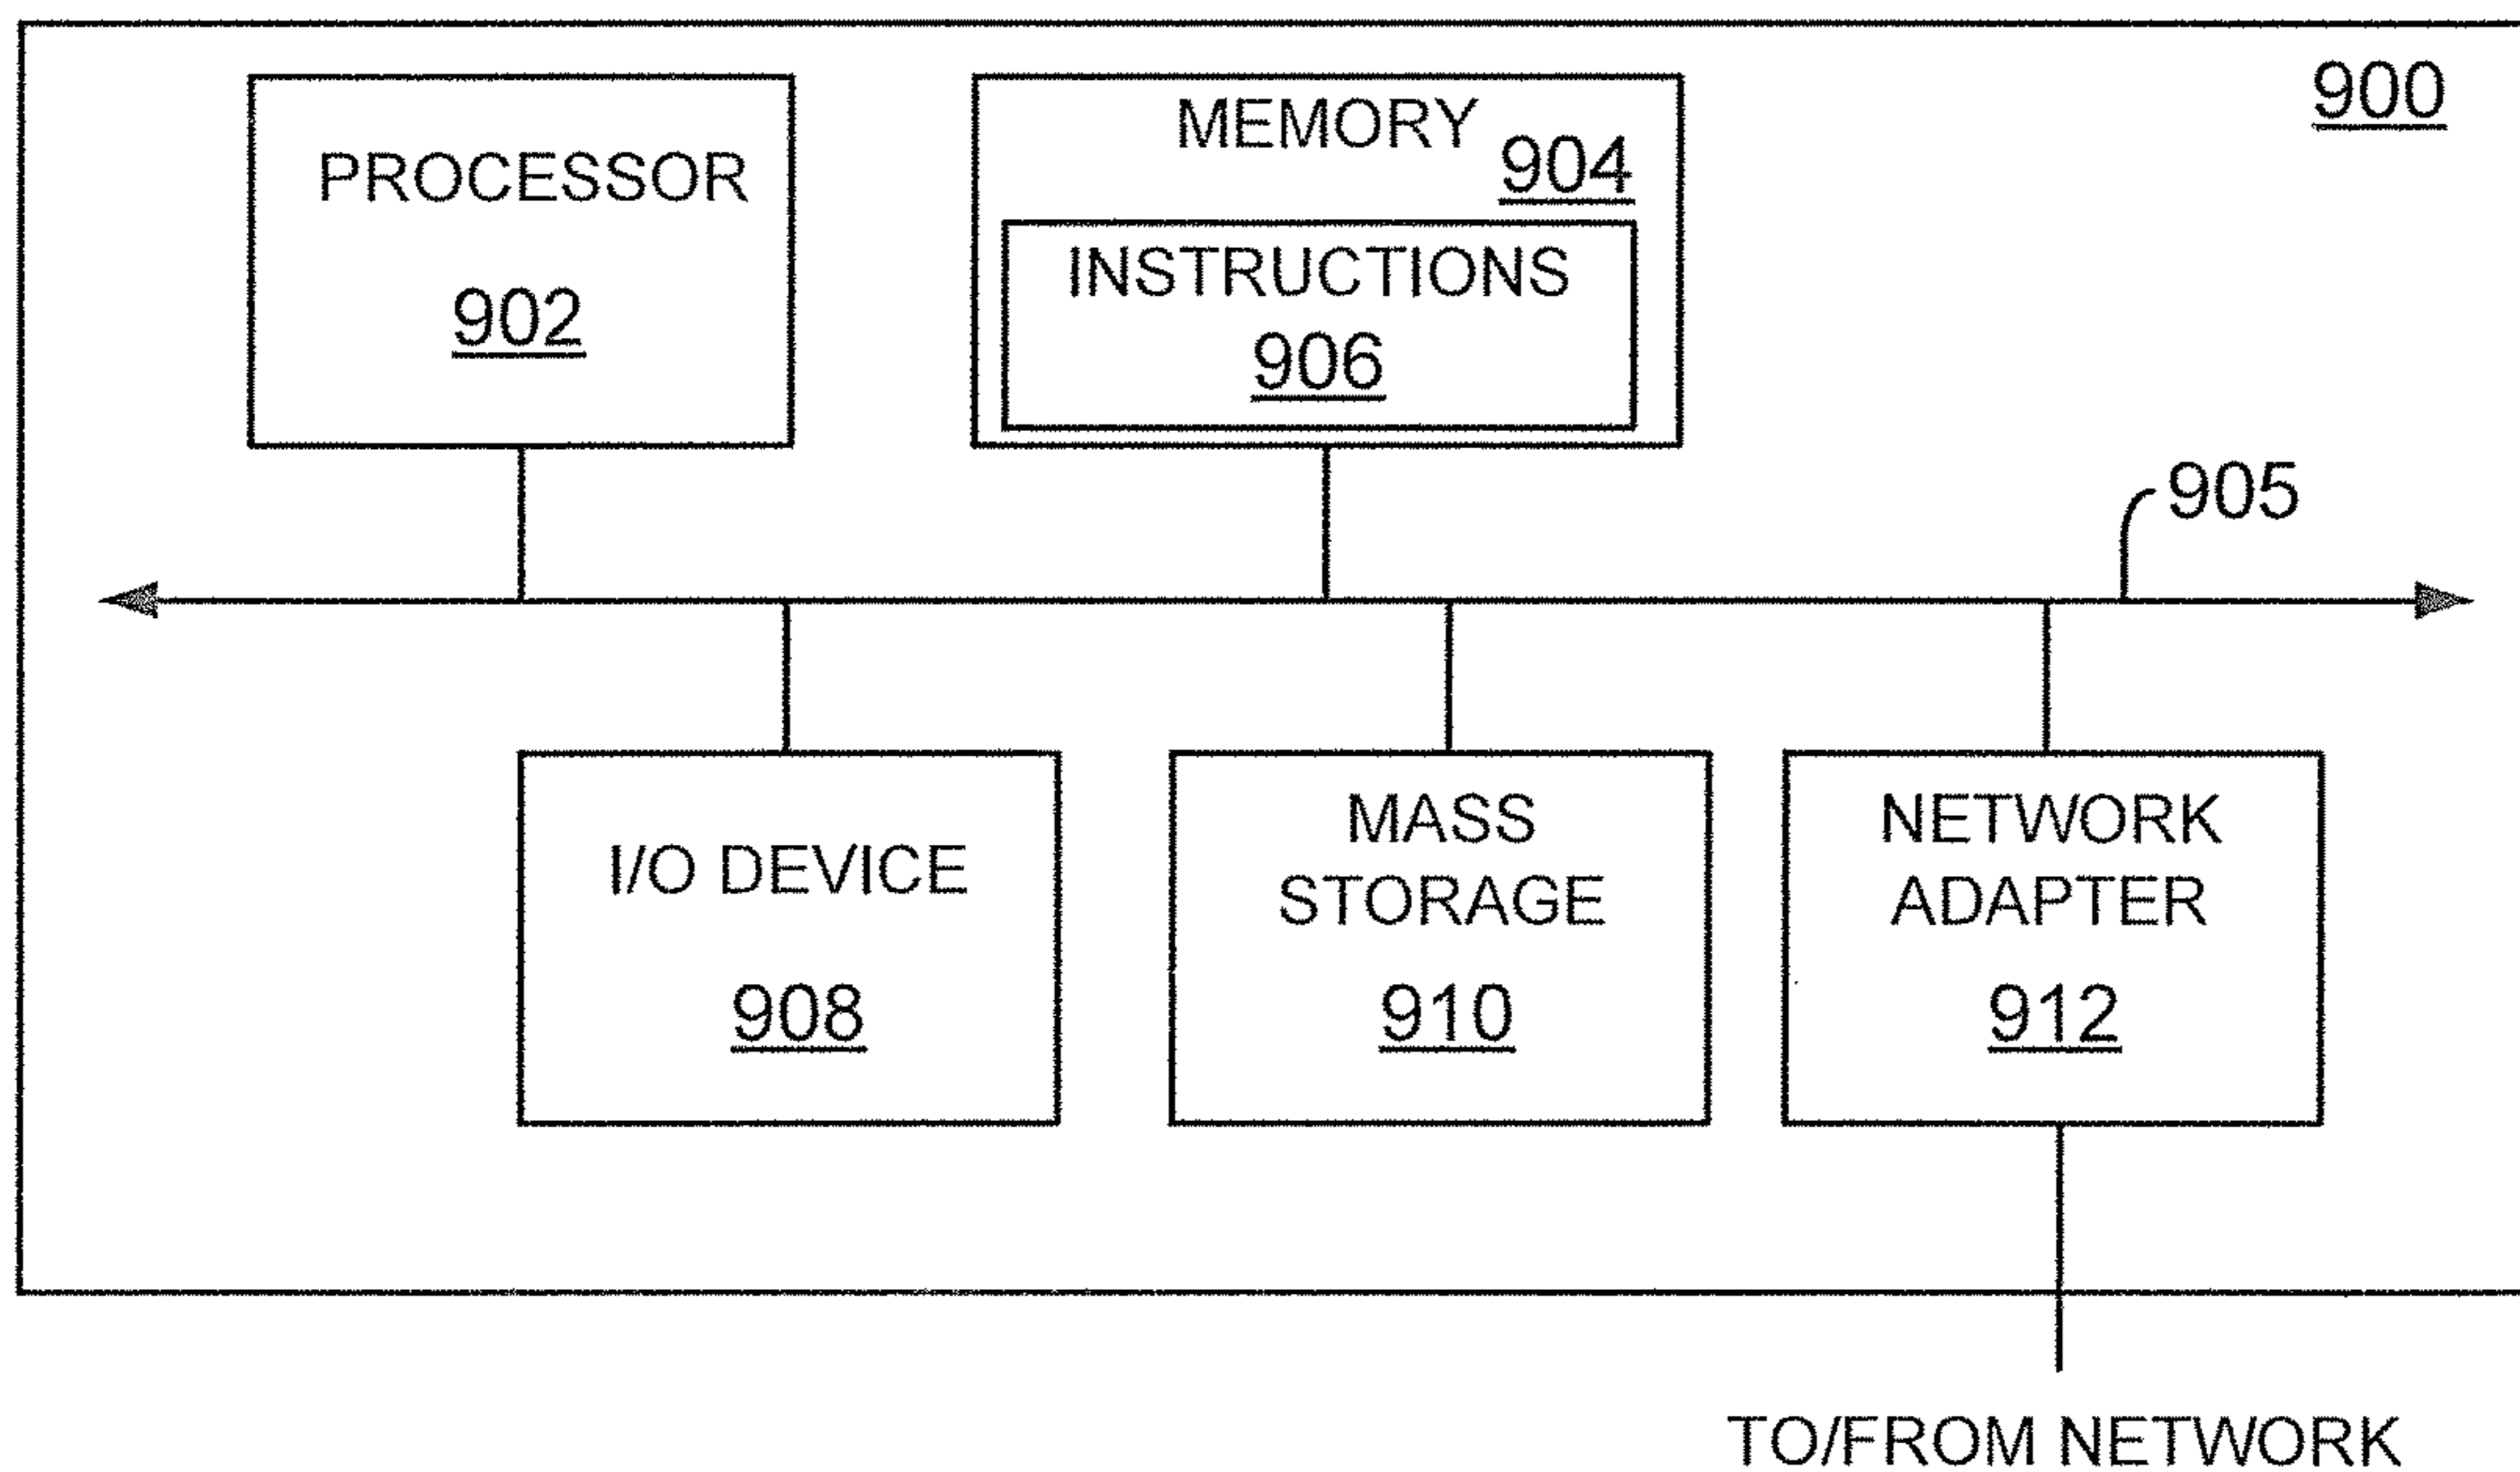 900
PROCESSOR
902
MEMORY
904
INSTRUCTIONS
906
905
I/O DEVICE
908
MASS
STORAGE
910
NETWORK
ADAPTER
912
TO/FROM NETWORK